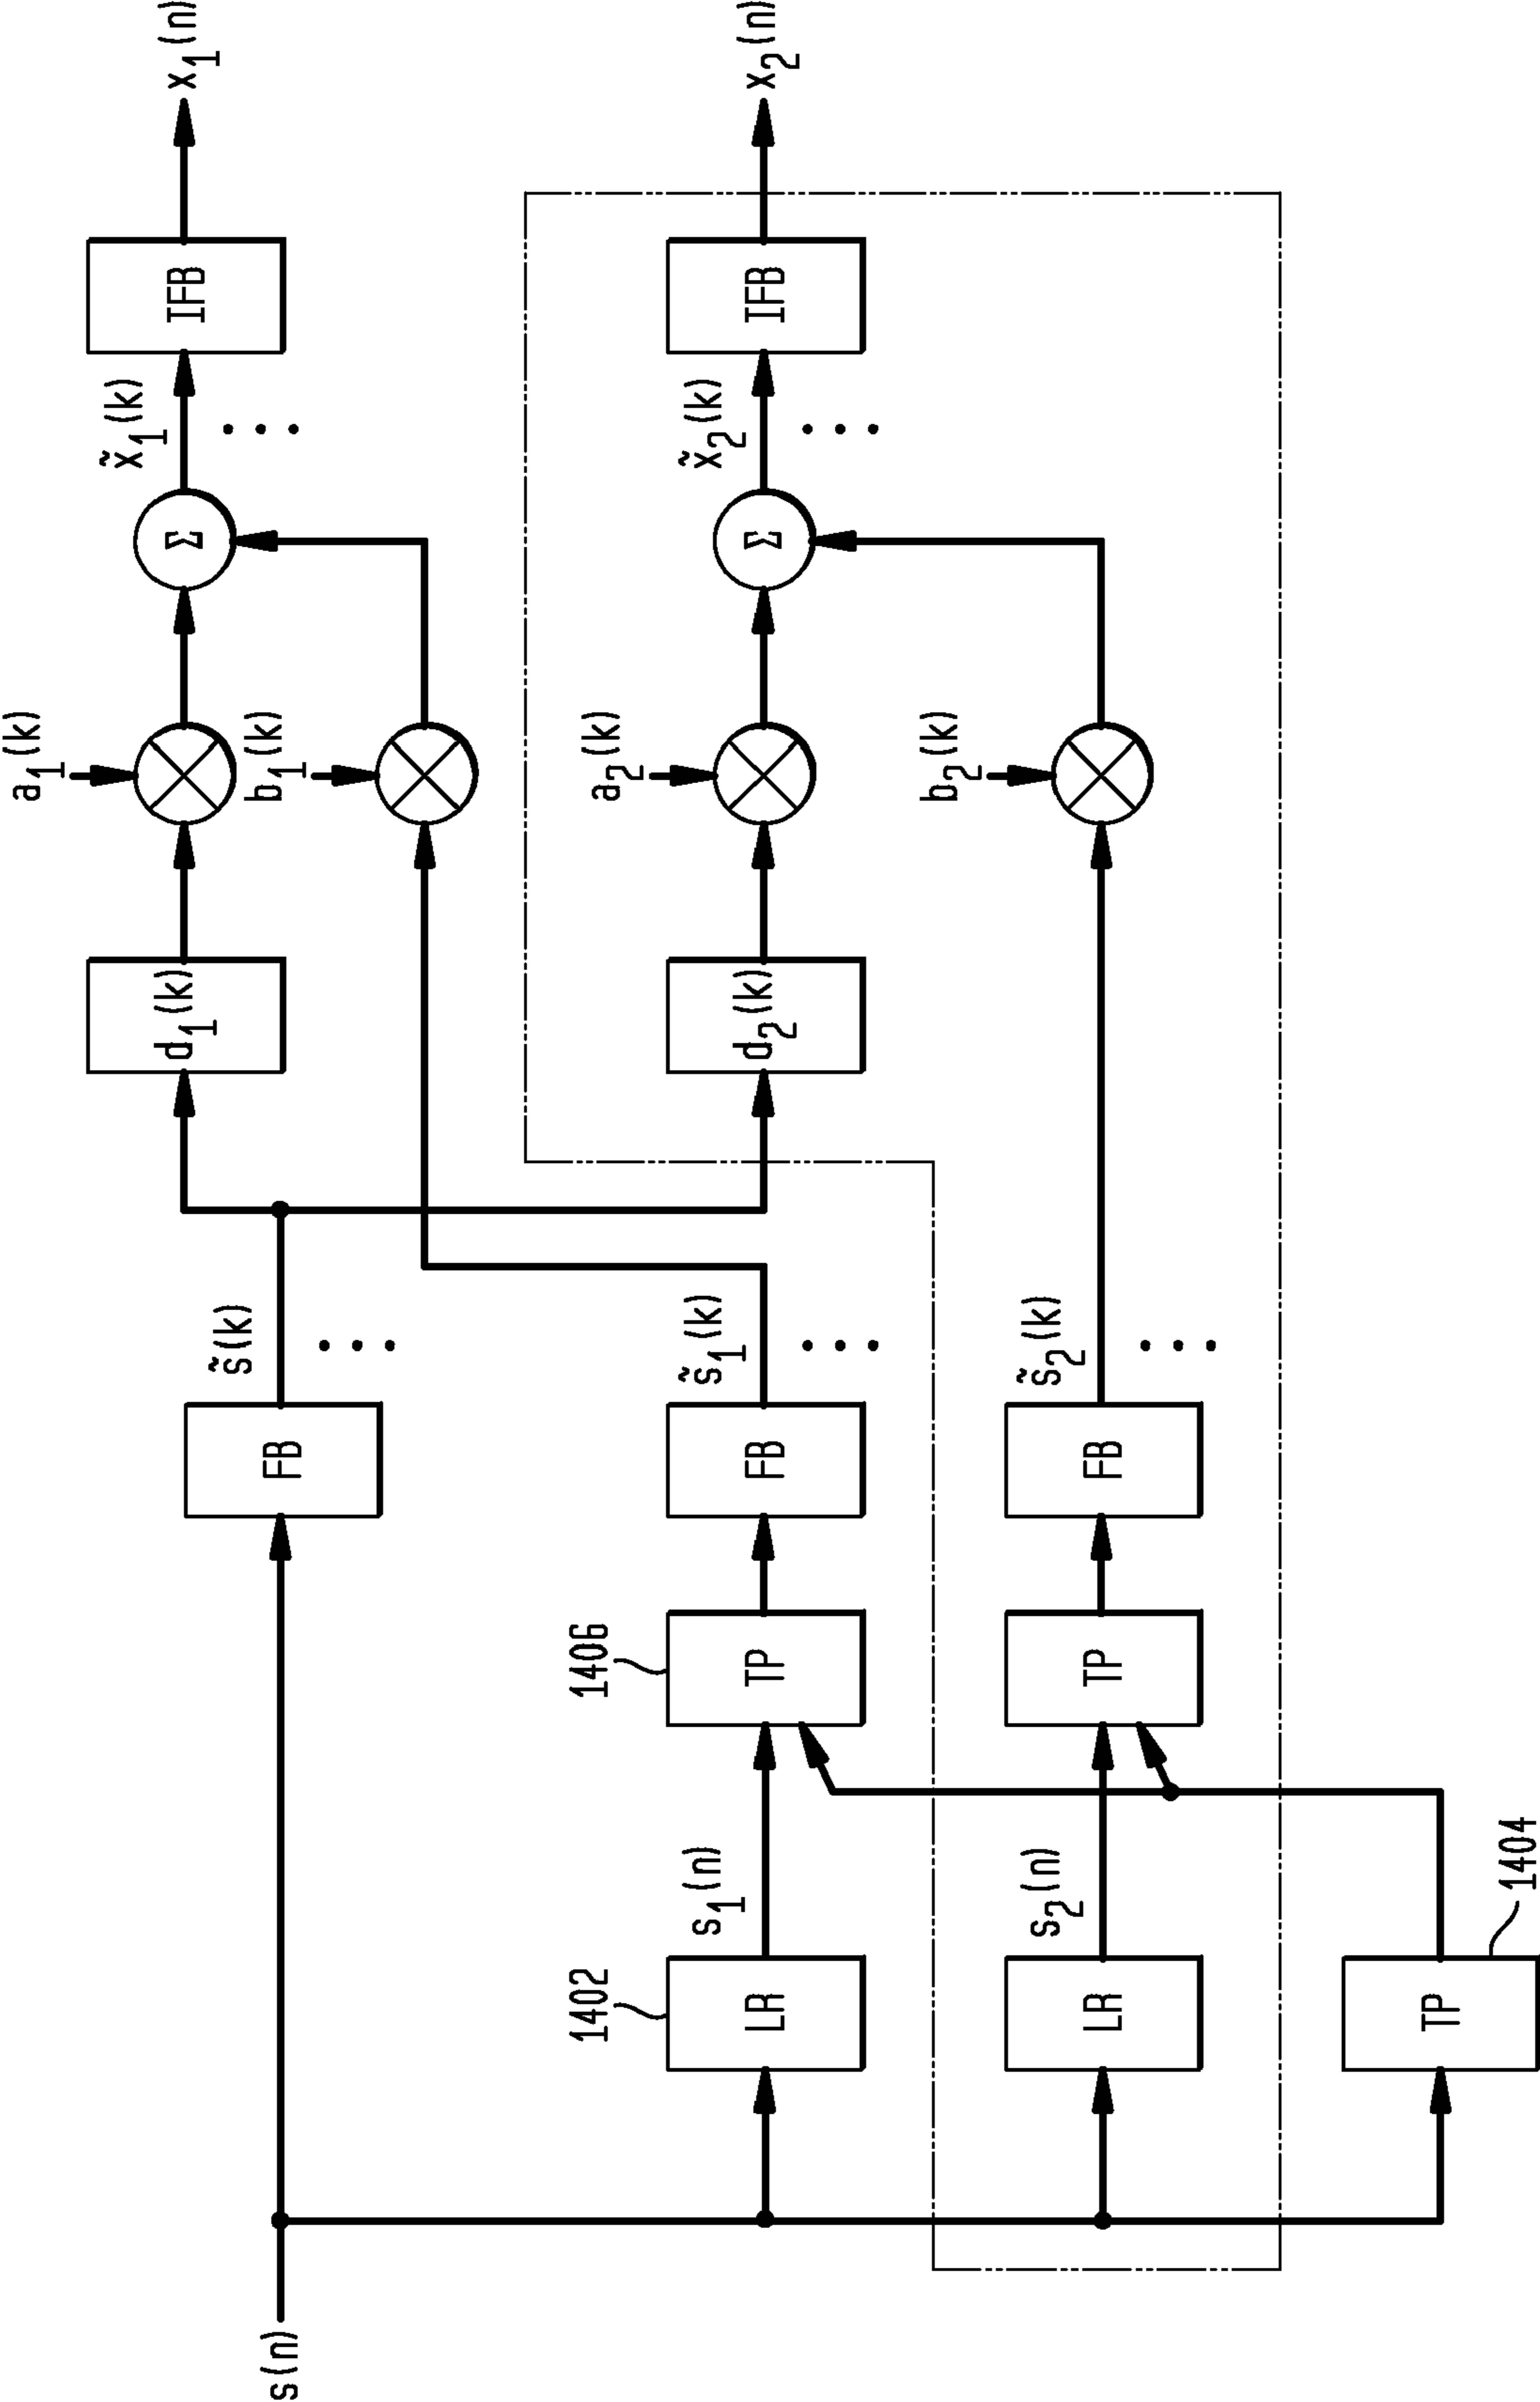 s(n)
1402
LR
s₁(n)
1406
TP
FB
s̃₁(k)
FB
s̃(k)
LR
s₂(n)
TP
FB
s̃₂(k)
TP
1404
d₁(k)
a₁(k)
b₁(k)
Σ
x̃₁(k)
IFB
x₁(n)
d₂(k)
a₂(k)
b₂(k)
Σ
x̃₂(k)
IFB
x₂(n)